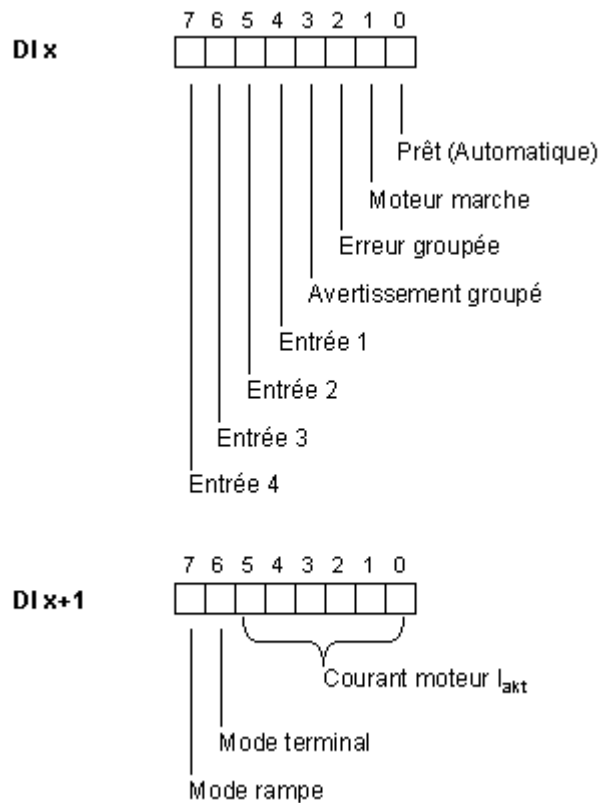 7 6 5 4 3 2 1 0
DI x
Prêt (Automatique)
Moteur marche
Erreur groupée
Avertissement groupé
Entrée 1
Entrée 2
Entrée 3
Entrée 4
7 6 5 4 3 2 1 0
DI x+1
Courant moteur Iakt
Mode terminal
Mode rampe